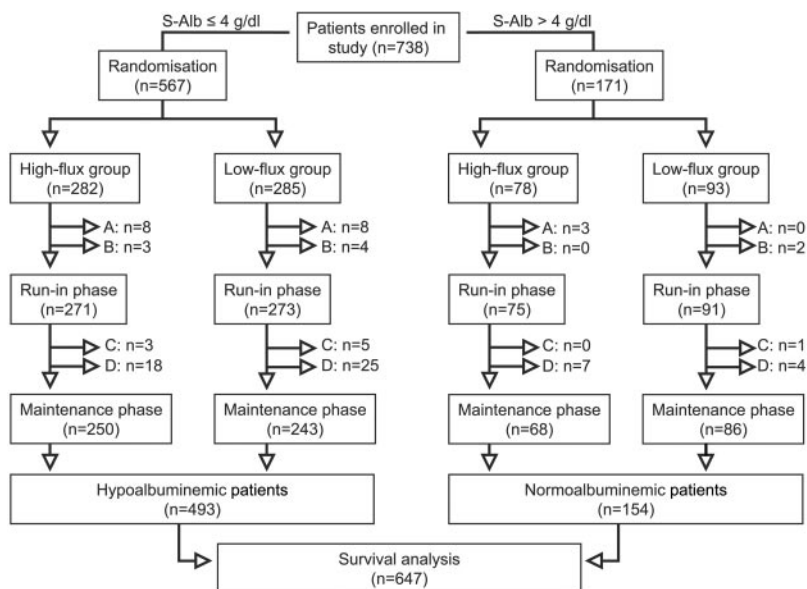 S-Alb ≤ 4 g/dl
Patients enrolled in
study (n=738)
S-Alb > 4 g/dl
Randomisation
(n=567)
Randomisation
(n=171)
High-flux group
(n=282)
Low-flux group
(n=285)
High-flux group
(n=78)
Low-flux group
(n=93)
A: n=8
B: n=3
A: n=8
B: n=4
A: n=3
B: n=0
A: n=0
B: n=2
Run-in phase
(n=271)
Run-in phase
(n=273)
Run-in phase
(n=75)
Run-in phase
(n=91)
C: n=3
D: n=18
C: n=5
D: n=25
C: n=0
D: n=7
C: n=1
D: n=4
Maintenance phase
(n=250)
Maintenance phase
(n=243)
Maintenance phase
(n=68)
Maintenance phase
(n=86)
Hypoalbuminemic patients
(n=493)
Normoalbuminemic patients
(n=154)
Survival analysis
(n=647)